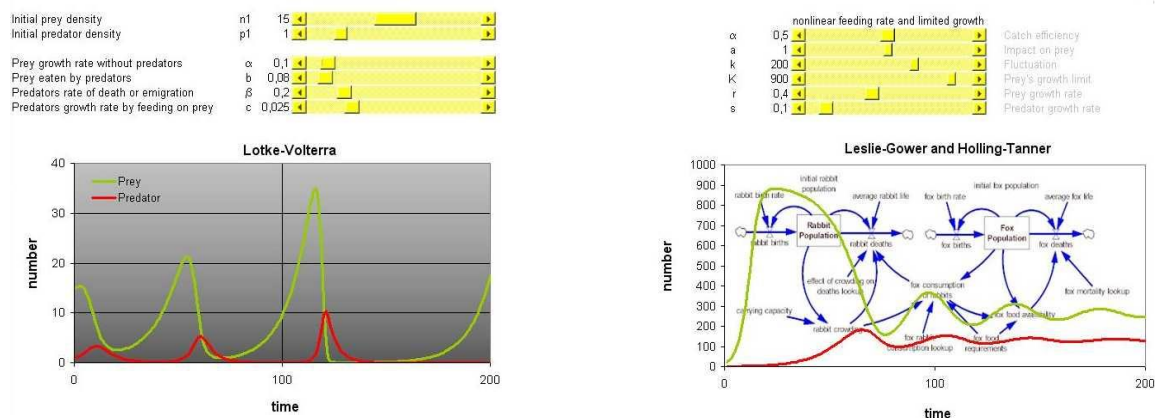 Initial prey density n1 15
Initial predator density p1 1
Prey growth rate without predators α 0,1
Prey eaten by predators b 0,08
Predators rate of death or emigration β 0,2
Predators growth rate by feeding on prey c 0,025
Lotke-Volterra
40
30
20
10
0
Prey
Predator
number
0 100 200
time
nonlinear feeding rate and limited growth
α 0,5 Catch efficiency
a 1 Impact on prey
k 200 Fluctuation
K 900 Prey's growth limit
r 0,4 Prey growth rate
s 0,1 Predator growth rate
Leslie-Gower and Holling-Tanner
1000
900
800
700
600
500
400
300
200
100
0
number
initial rabbit
population
rabbit birth rate
average rabbit life
rabbit births
Rabbit
Population
rabbit deaths
initial fox population
fox birth rate
average fox life
fox births
Fox
Population
fox deaths
effect of crowding on
deaths lookup
fox consumption
of rabbits
fox mortality lookup
carrying capacity
rabbit crowding
fox food availability
fox
consumption lookup
fox food
requirements
0 100 200
time